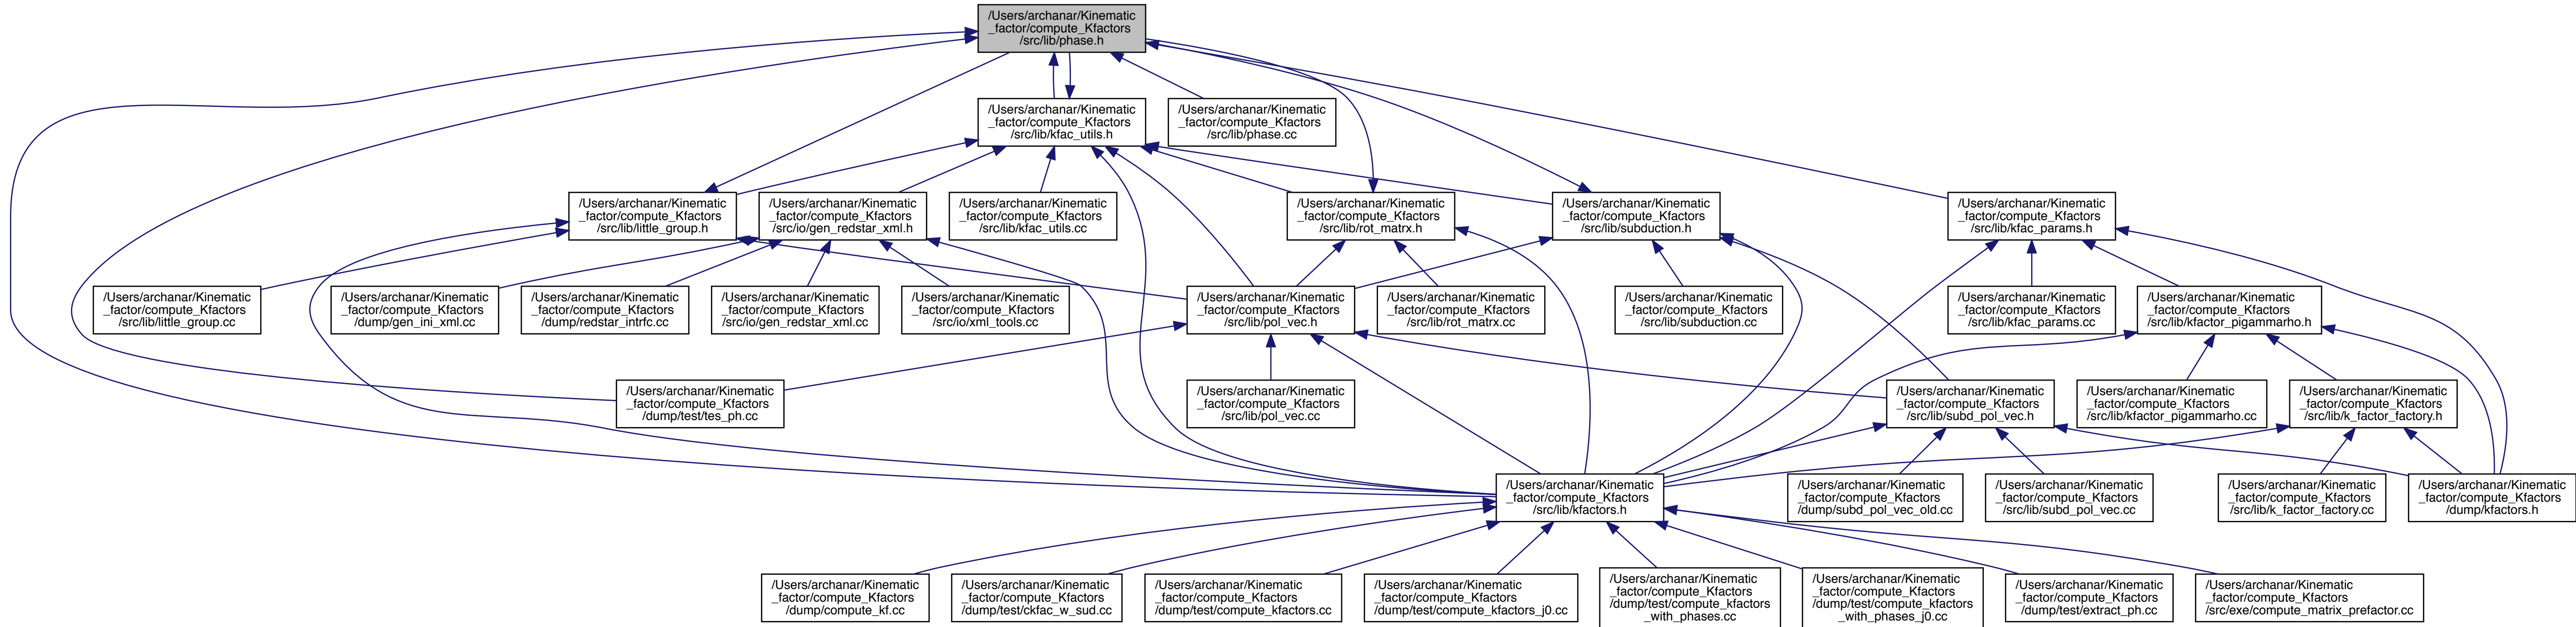 /Users/archanar/Kinematic
_factor/compute_Kfactors
/src/lib/phase.h
/Users/archanar/Kinematic
_factor/compute_Kfactors
/src/lib/kfac_utils.h
/Users/archanar/Kinematic
_factor/compute_Kfactors
/src/lib/phase.cc
/Users/archanar/Kinematic
_factor/compute_Kfactors
/src/lib/little_group.h
/Users/archanar/Kinematic
_factor/compute_Kfactors
/src/io/gen_redstar_xml.h
/Users/archanar/Kinematic
_factor/compute_Kfactors
/src/lib/kfac_utils.cc
/Users/archanar/Kinematic
_factor/compute_Kfactors
/src/lib/rot_matrx.h
/Users/archanar/Kinematic
_factor/compute_Kfactors
/src/lib/subduction.h
/Users/archanar/Kinematic
_factor/compute_Kfactors
/src/lib/kfac_params.h
/Users/archanar/Kinematic
_factor/compute_Kfactors
/src/lib/little_group.cc
/Users/archanar/Kinematic
_factor/compute_Kfactors
/dump/gen_ini_xml.cc
/Users/archanar/Kinematic
_factor/compute_Kfactors
/dump/redstar_intrfc.cc
/Users/archanar/Kinematic
_factor/compute_Kfactors
/src/io/gen_redstar_xml.cc
/Users/archanar/Kinematic
_factor/compute_Kfactors
/src/io/xml_tools.cc
/Users/archanar/Kinematic
_factor/compute_Kfactors
/src/lib/pol_vec.h
/Users/archanar/Kinematic
_factor/compute_Kfactors
/src/lib/rot_matrx.cc
/Users/archanar/Kinematic
_factor/compute_Kfactors
/src/lib/subduction.cc
/Users/archanar/Kinematic
_factor/compute_Kfactors
/src/lib/kfac_params.cc
/Users/archanar/Kinematic
_factor/compute_Kfactors
/src/lib/kfactor_pigammarho.h
/Users/archanar/Kinematic
_factor/compute_Kfactors
/dump/test/tes_ph.cc
/Users/archanar/Kinematic
_factor/compute_Kfactors
/src/lib/pol_vec.cc
/Users/archanar/Kinematic
_factor/compute_Kfactors
/src/lib/subd_pol_vec.h
/Users/archanar/Kinematic
_factor/compute_Kfactors
/src/lib/kfactor_pigammarho.cc
/Users/archanar/Kinematic
_factor/compute_Kfactors
/src/lib/k_factor_factory.h
/Users/archanar/Kinematic
_factor/compute_Kfactors
/src/lib/kfactors.h
/Users/archanar/Kinematic
_factor/compute_Kfactors
/dump/subd_pol_vec_old.cc
/Users/archanar/Kinematic
_factor/compute_Kfactors
/src/lib/subd_pol_vec.cc
/Users/archanar/Kinematic
_factor/compute_Kfactors
/src/lib/k_factor_factory.cc
/Users/archanar/Kinematic
_factor/compute_Kfactors
/dump/kfactors.h
/Users/archanar/Kinematic
_factor/compute_Kfactors
/dump/compute_kf.cc
/Users/archanar/Kinematic
_factor/compute_Kfactors
/dump/test/ckfac_w_sud.cc
/Users/archanar/Kinematic
_factor/compute_Kfactors
/dump/test/compute_kfactors.cc
/Users/archanar/Kinematic
_factor/compute_Kfactors
/dump/test/compute_kfactors_j0.cc
/Users/archanar/Kinematic
_factor/compute_Kfactors
/dump/test/compute_kfactors
_with_phases.cc
/Users/archanar/Kinematic
_factor/compute_Kfactors
/dump/test/compute_kfactors
_with_phases_j0.cc
/Users/archanar/Kinematic
_factor/compute_Kfactors
/dump/test/extract_ph.cc
/Users/archanar/Kinematic
_factor/compute_Kfactors
/src/exe/compute_matrix_prefactor.cc